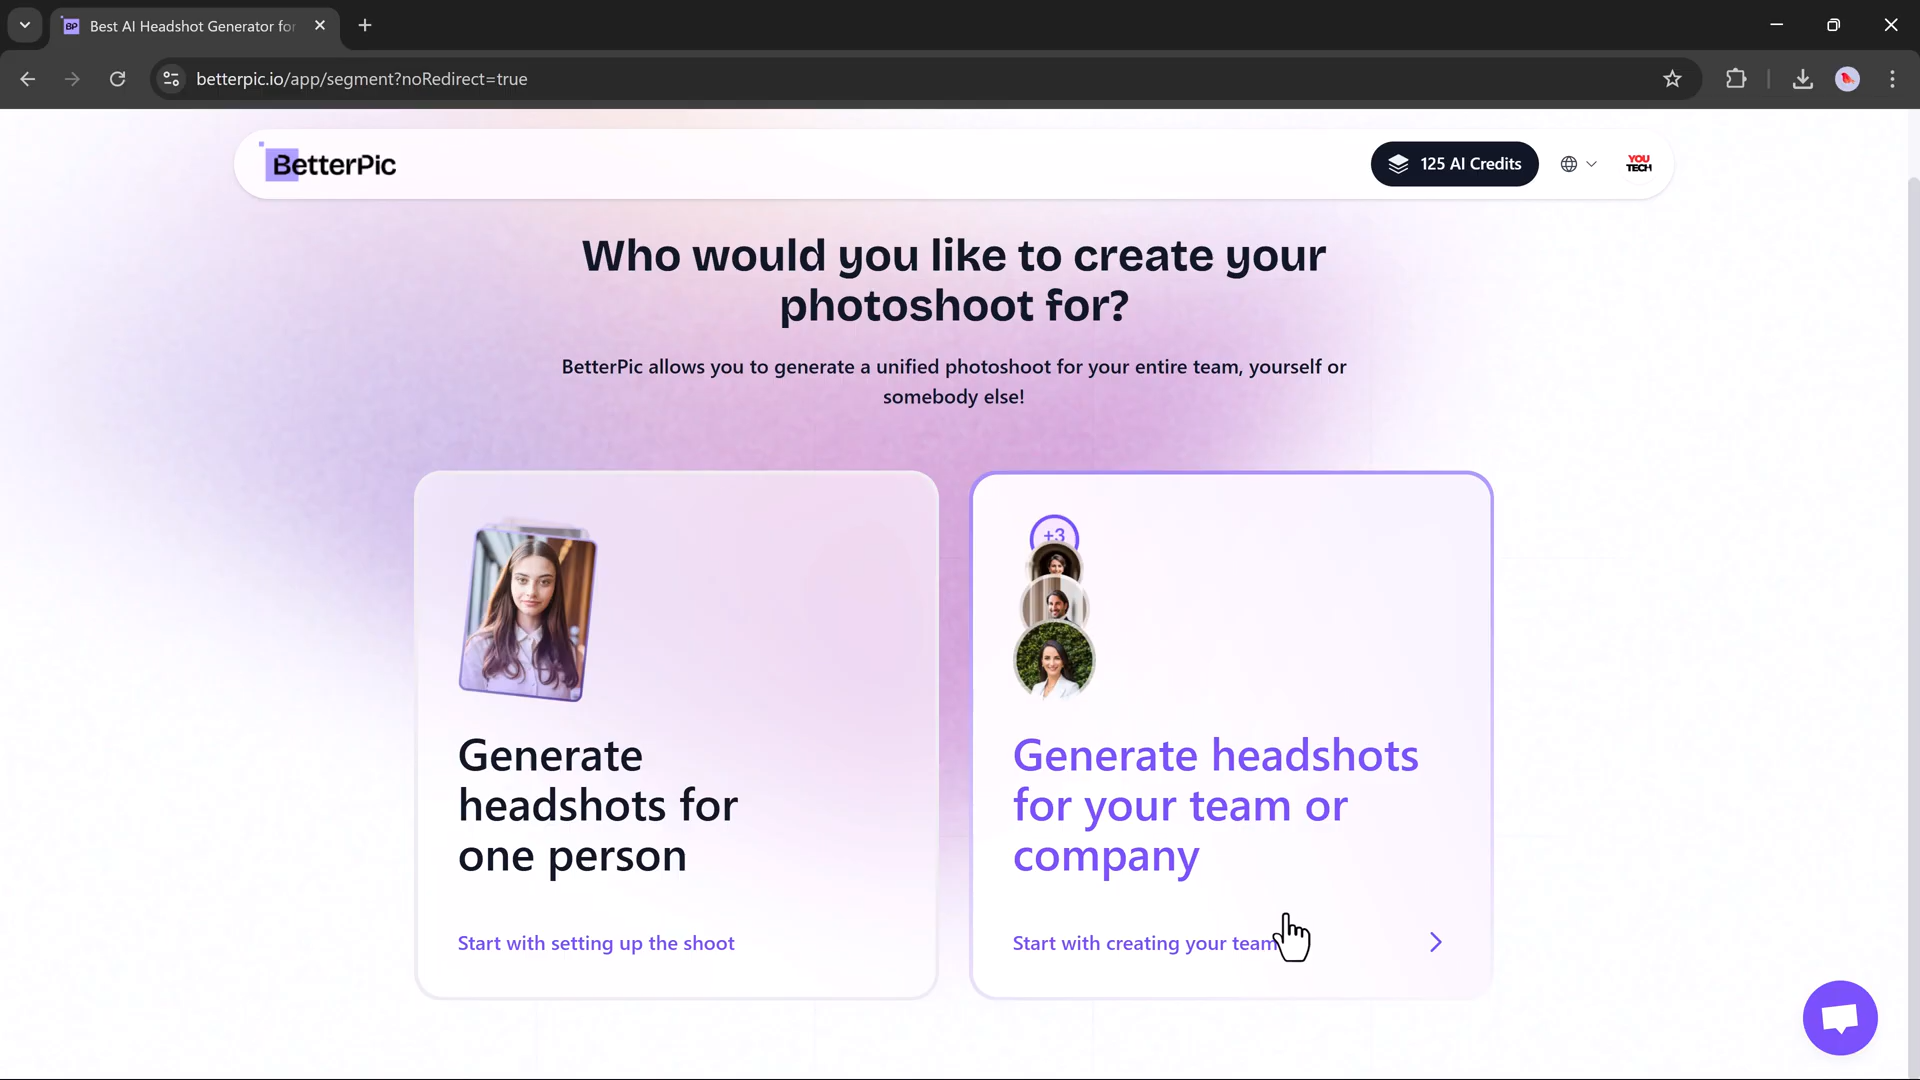 Best AI Headshot Generator for
betterpic.io/app/segment?noRedirect=true
BetterPic
125 AI Credits
YOU
TECH
Who would you like to create your
photoshoot for?
BetterPic allows you to generate a unified photoshoot for your entire team, yourself or
somebody else!
Generate
headshots for
one person
Start with setting up the shoot
+3
Generate headshots
for your team or
company
Start with creating your team